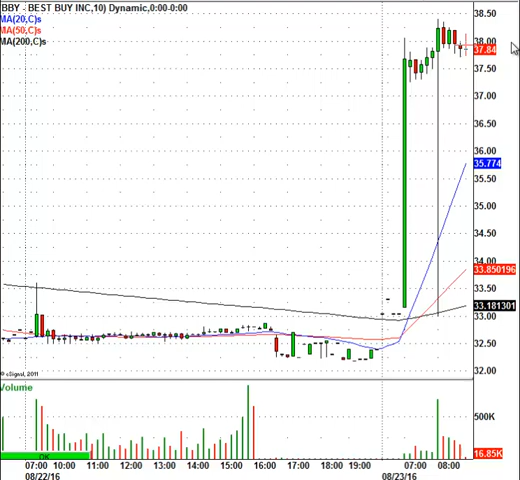 BBY - BEST BUY INC,10) Dynamic,0:00-0:00
MA(20,C)s
MA(50,C)s
MA(200,C)s
38.50
38.00
37.84
37.50
37.00
36.50
36.00
35.774
35.50
35.00
34.50
34.00
33.850196
33.50
33.181301
33.00
32.50
32.00
© eSignal, 2011
Volume
500K
16.85K
OK
07:00 10:00 11:00 12:00 13:00 14:00 15:00 16:00 17:00 18:00 19:00 07:00 08:00
08/22/16 08/23/16